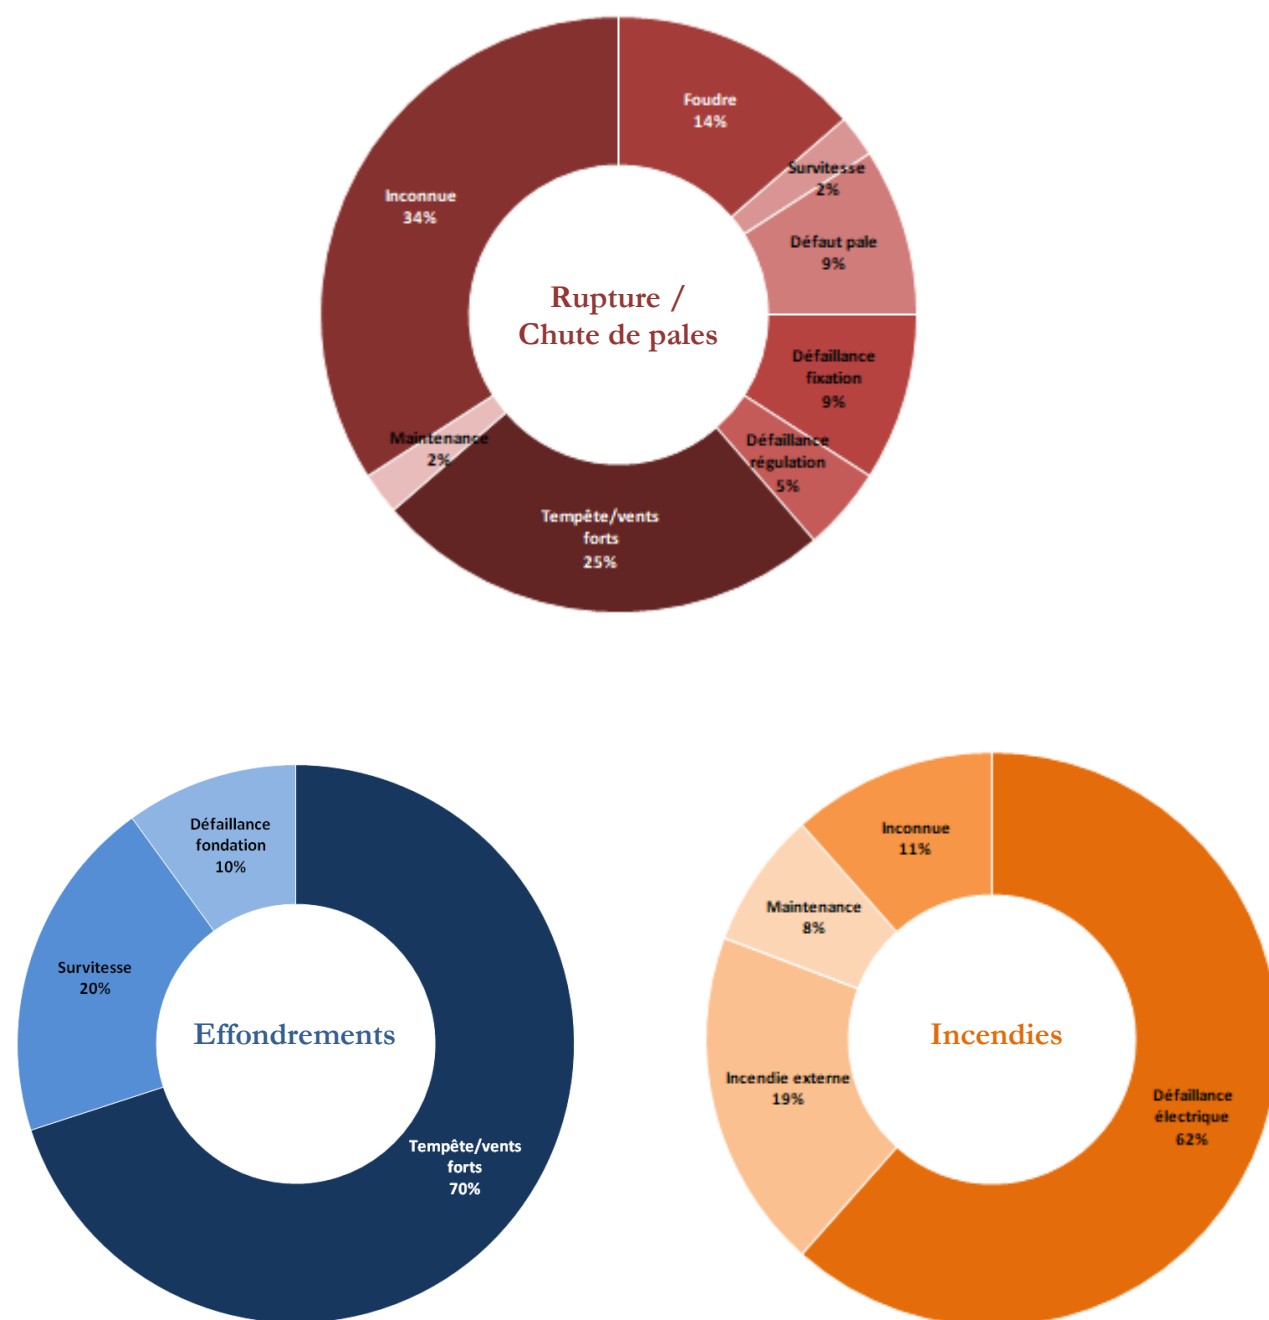 Foudre
14%
Survitesse
2%
Défaut pale
9%
Défaillance
fixation
9%
Défaillance
régulation
5%
Tempête/vents
forts
25%
Maintenance
2%
Inconnue
34%
Rupture /
Chute de pales
Défaillance
fondation
10%
Survitesse
20%
Effondrements
Tempête/vents
forts
70%
Inconnue
11%
Maintenance
8%
Incendie externe
19%
Incendies
Défaillance
électrique
62%